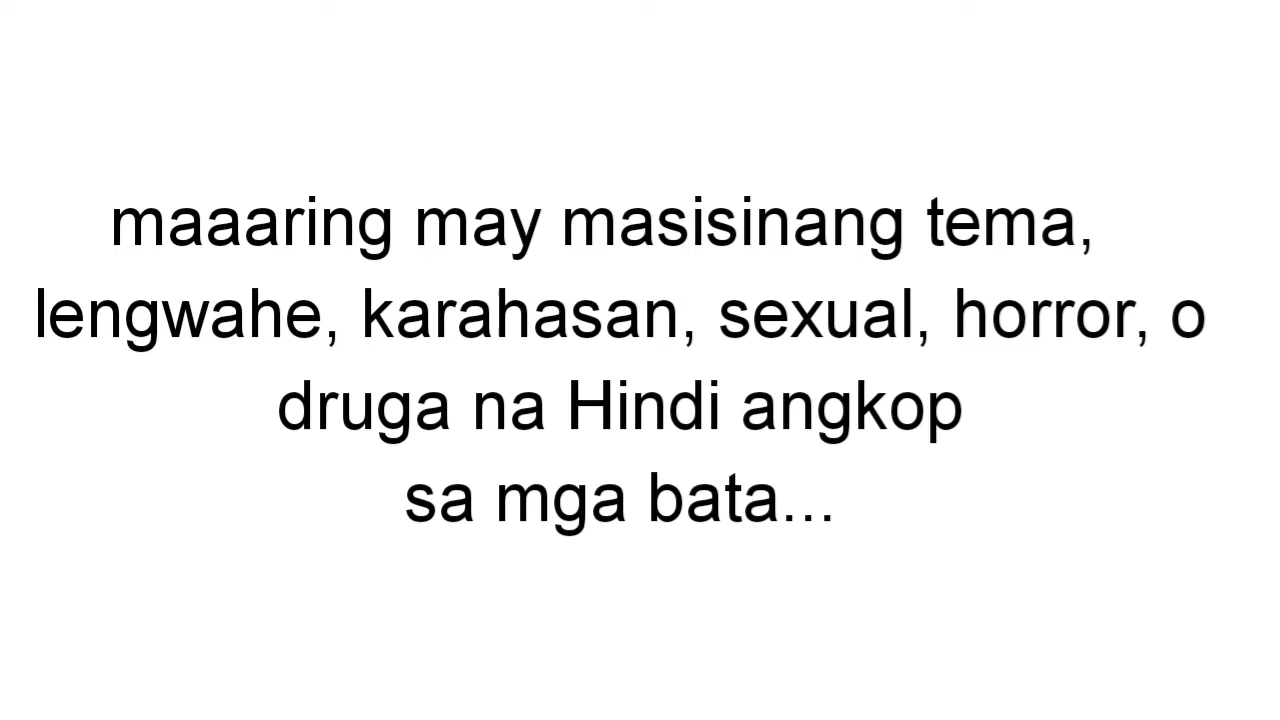 maaaring may masisinang tema,
lengwahe, karahasan, sexual, horror, o
druga na Hindi angkop
sa mga bata...